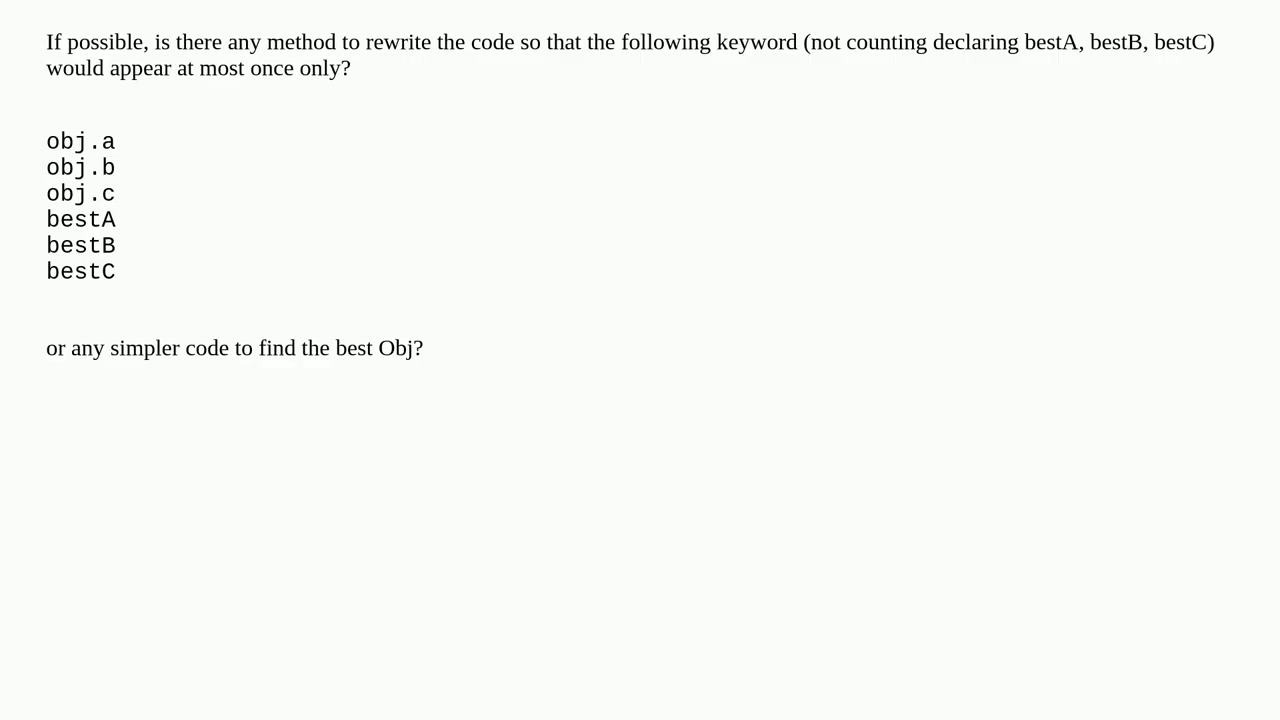 If possible, is there any method to rewrite the code so that the following keyword (not counting declaring bestA, bestB, bestC)
would appear at most once only?
obj.a
obj.b
obj.c
bestA
bestB
bestC
or any simpler code to find the best Obj?